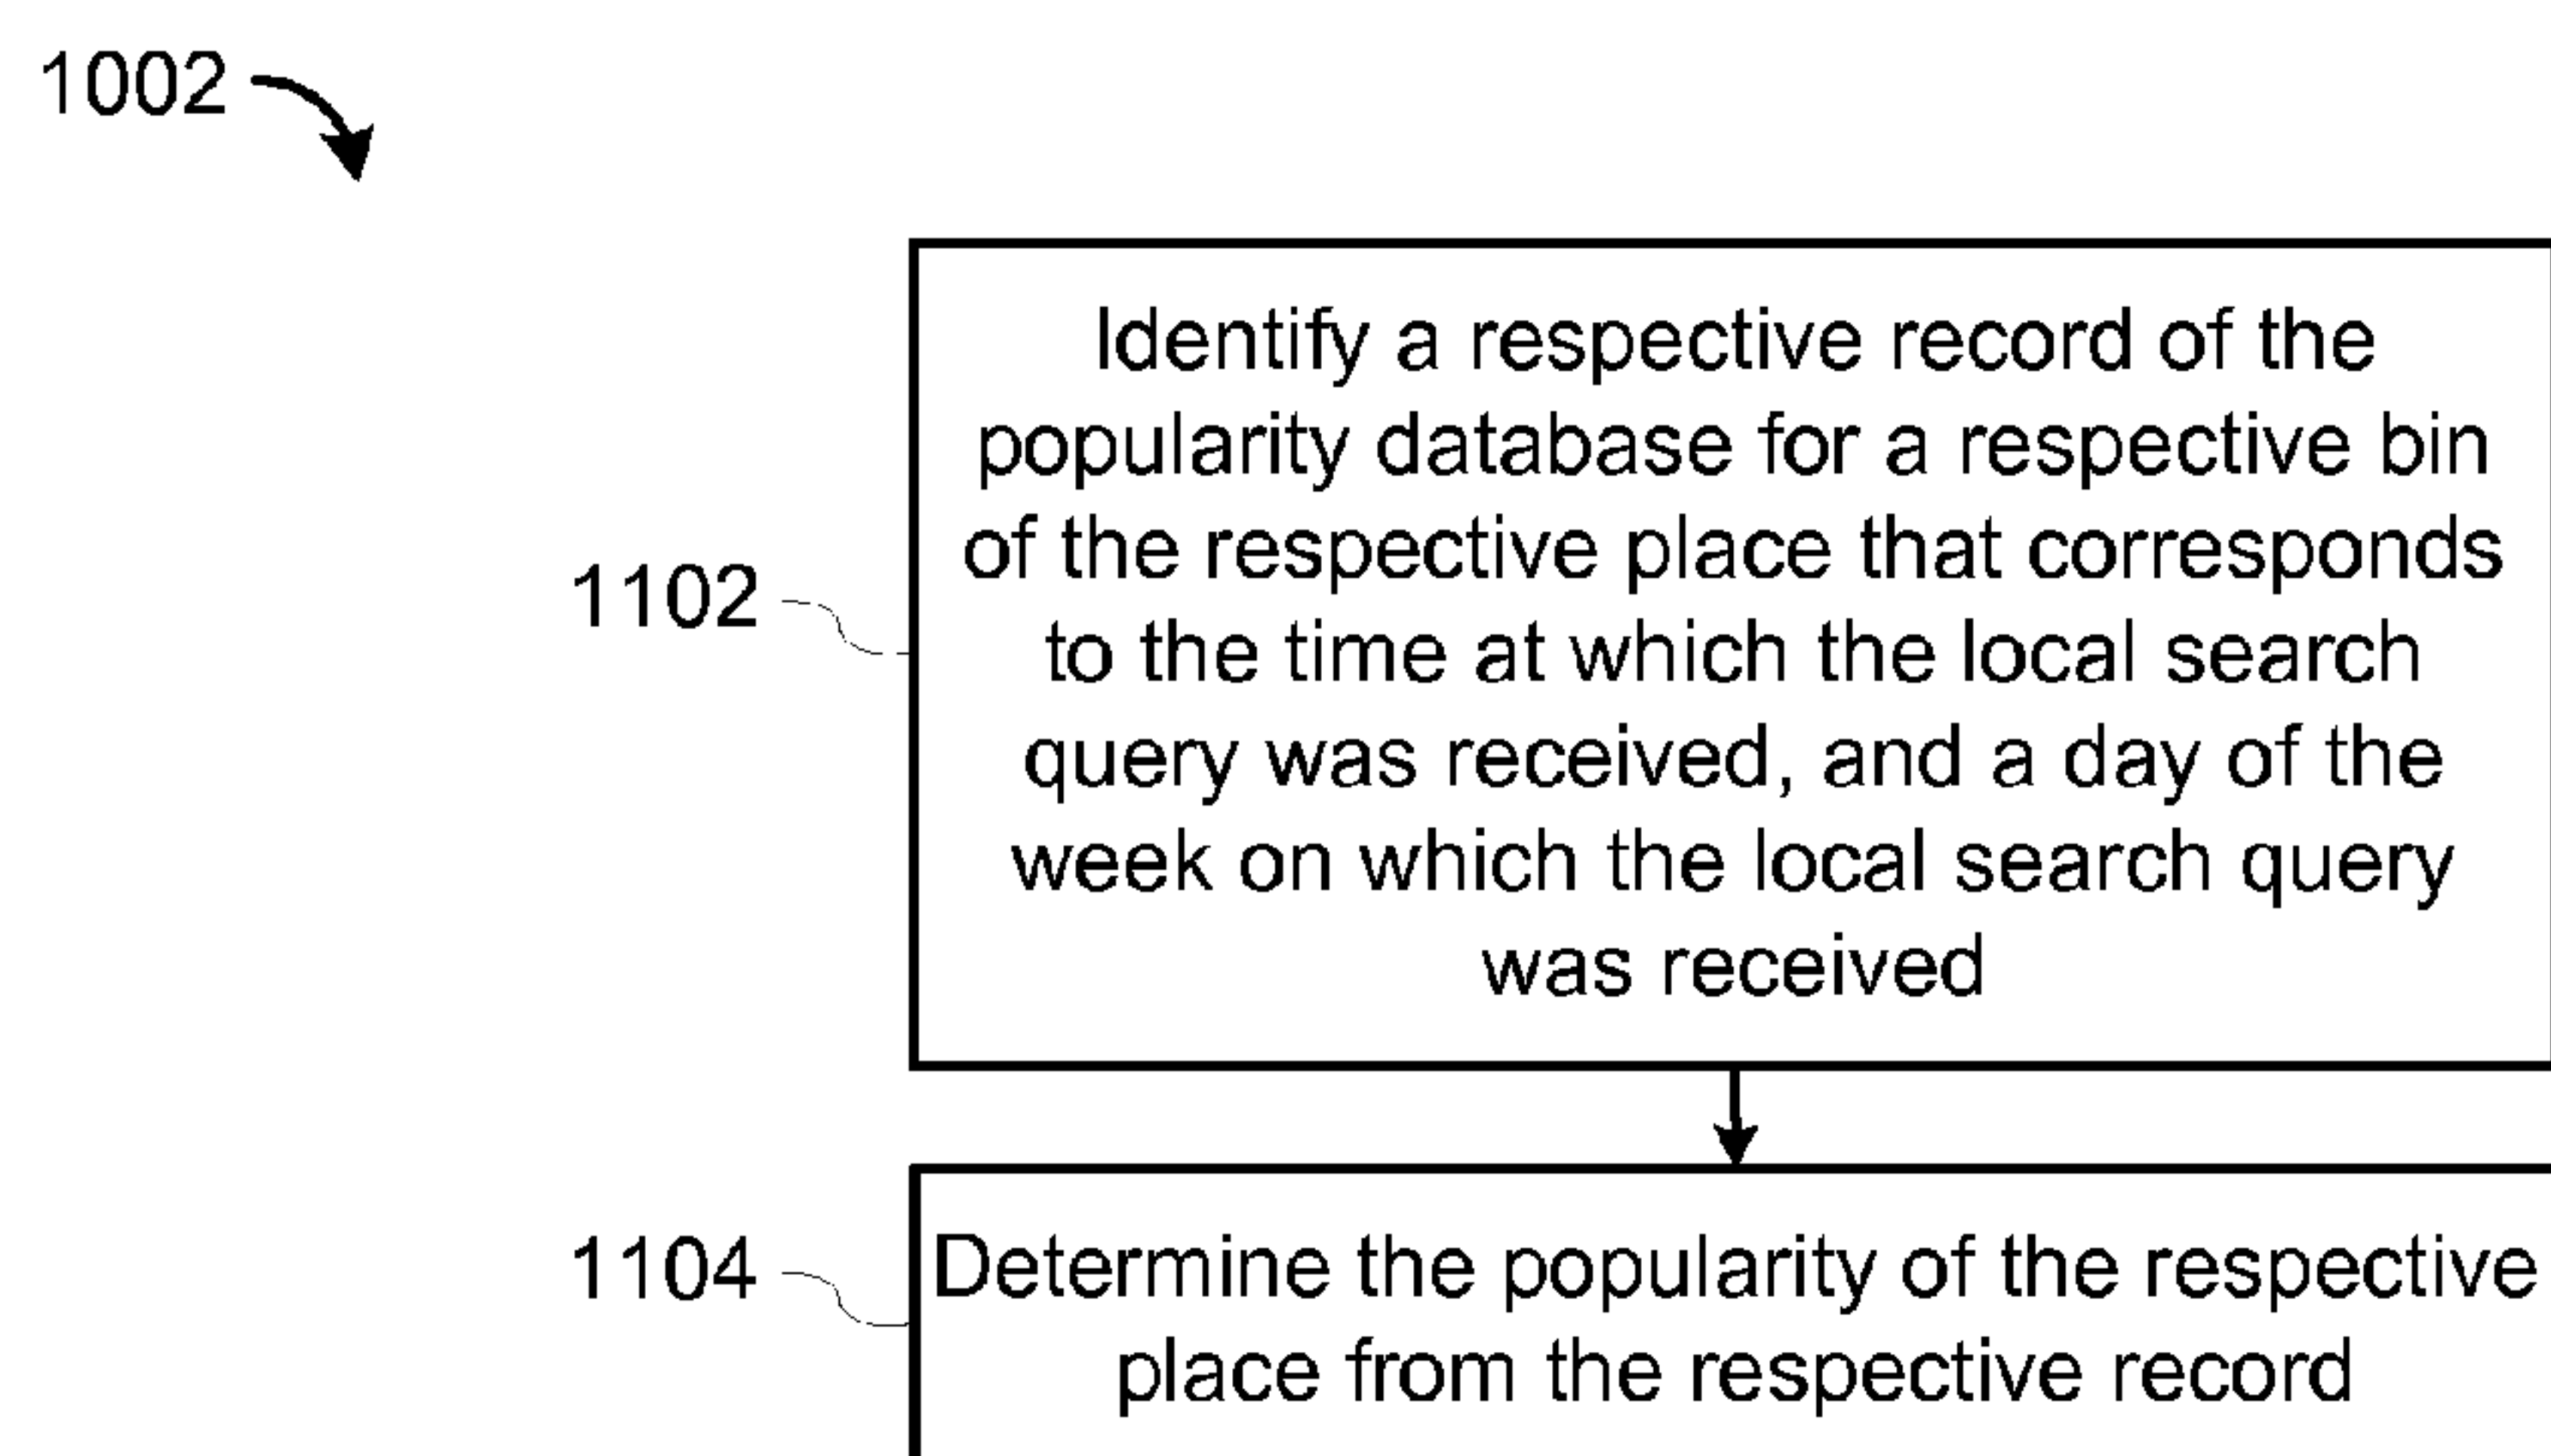 1002
Identify a respective record of the
popularity database for a respective bin
of the respective place that corresponds
1102
to the time at which the local search
query was received, and a day of the
week on which the local search query
was received
1104
Determine the popularity of the respective
place from the respective record